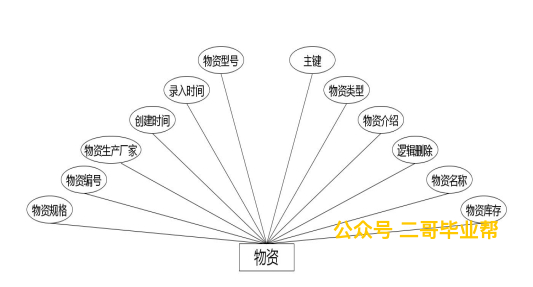 物资型号
主键
录入时间
物资类型
创建时间
物资介绍
物资生产厂家
逻辑删除
物资编号
物资名称
物资规格
物资库存
公众号 二哥毕业帮
物资